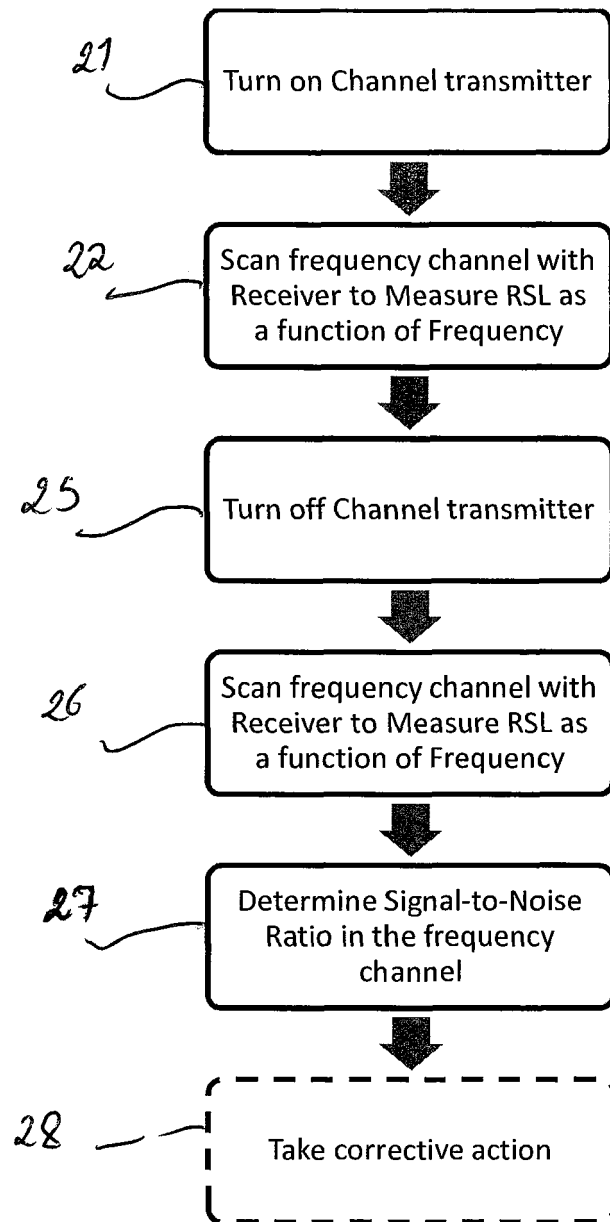 21
Turn on Channel transmitter
22
Scan frequency channel with
Receiver to Measure RSL as
a function of Frequency
25
Turn off Channel transmitter
26
Scan frequency channel with
Receiver to Measure RSL as
a function of Frequency
27
Determine Signal-to-Noise
Ratio in the frequency
channel
28
Take corrective action